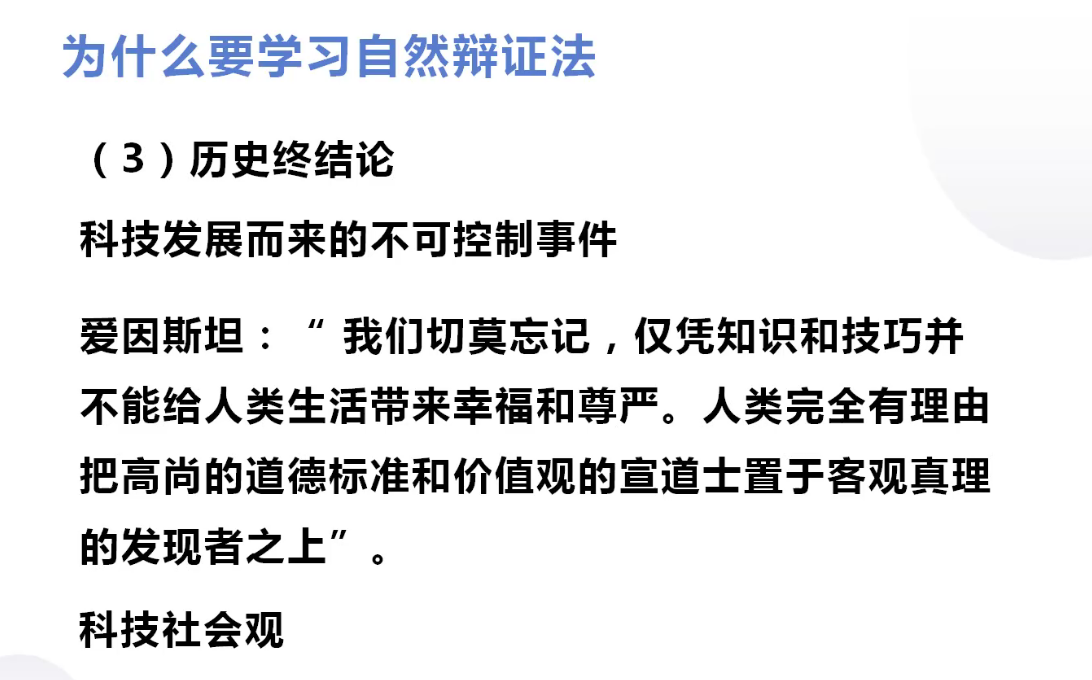 为什么要学习自然辩证法
（3）历史终结论
科技发展而来的不可控制事件
爱因斯坦：“ 我们切莫忘记，仅凭知识和技巧并
不能给人类生活带来幸福和尊严。人类完全有理由
把高尚的道德标准和价值观的宣道士置于客观真理
的发现者之上”。
科技社会观